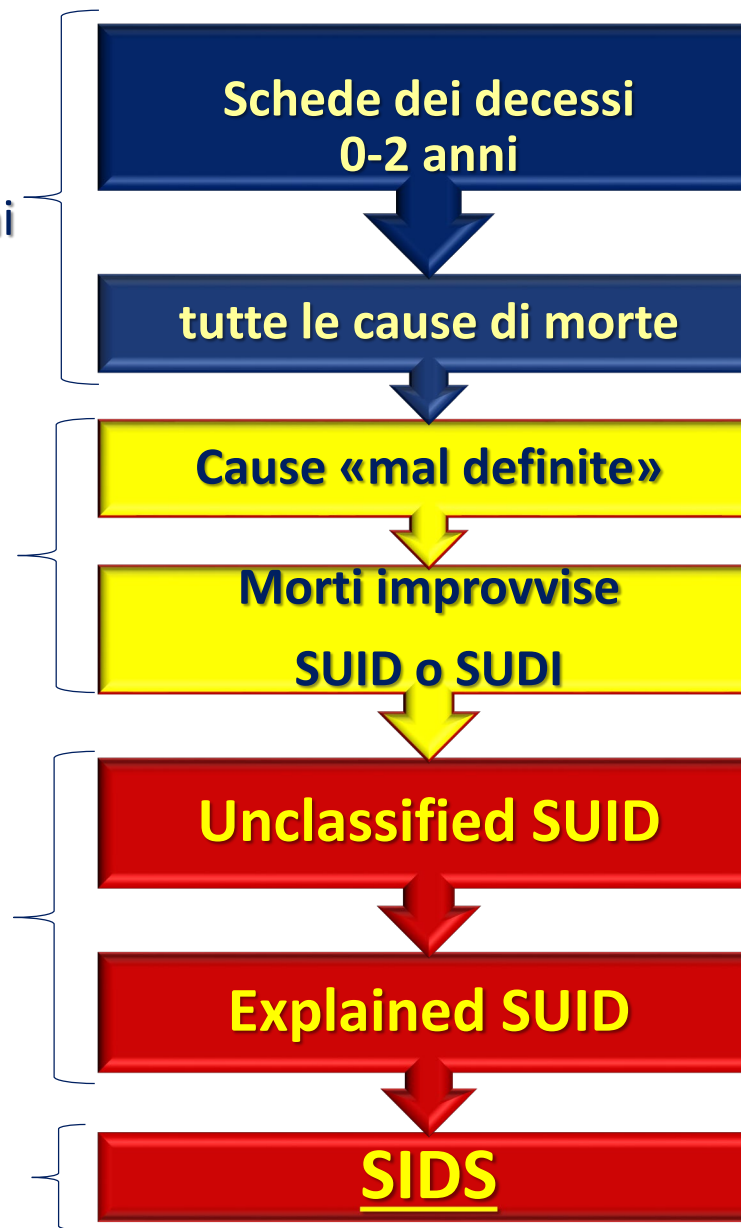 Schede dei decessi
0-2 anni
tutte le cause di morte
Cause «mal definite»
Morti improvvise
SUID o SUDI
Unclassified SUID
Explained SUID
SIDS